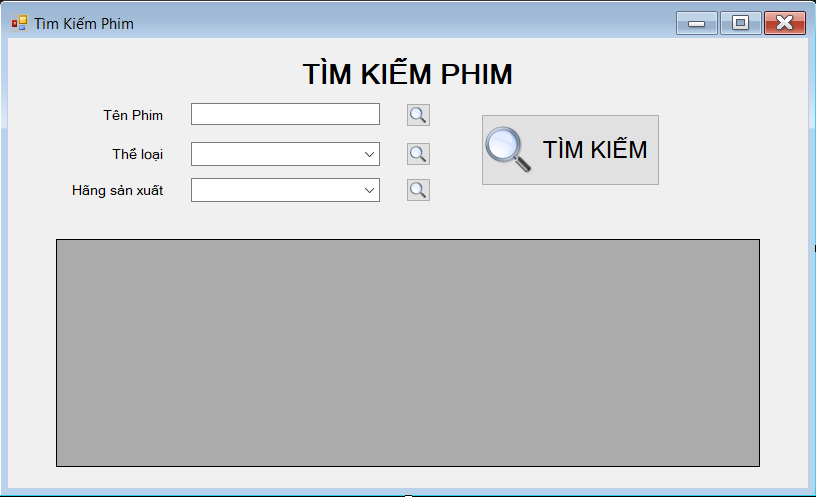 Tìm Kiếm Phim
TÌM KIẾM PHIM
Tên Phim
Thể loại
TÌM KIẾM
Hãng sản xuất